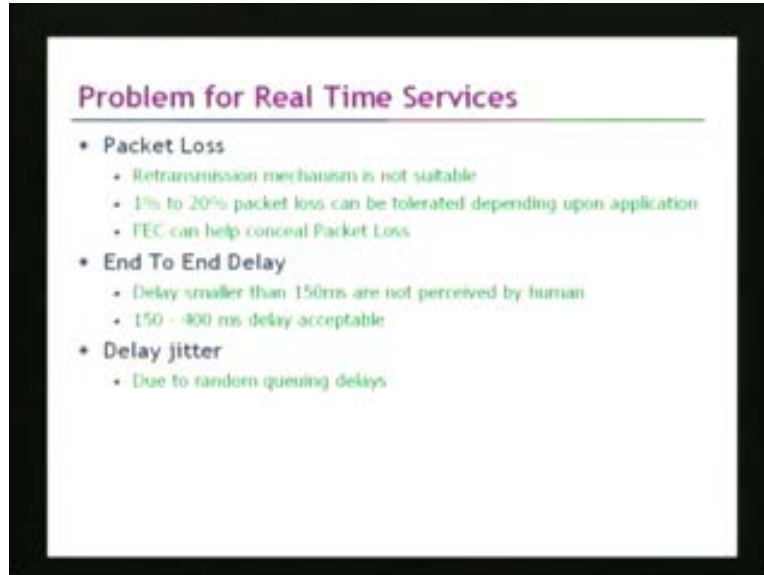 Problem for Real Time Services
• Packet Loss
• Retransmission mechanism is not suitable
• 1% to 20% packet loss can be tolerated depending upon application
• FEC can help conceal Packet Loss
• End To End Delay
• Delay smaller than 150ms are not perceived by human
• 150 - 400 ms delay acceptable
• Delay jitter
• Due to random queuing delays